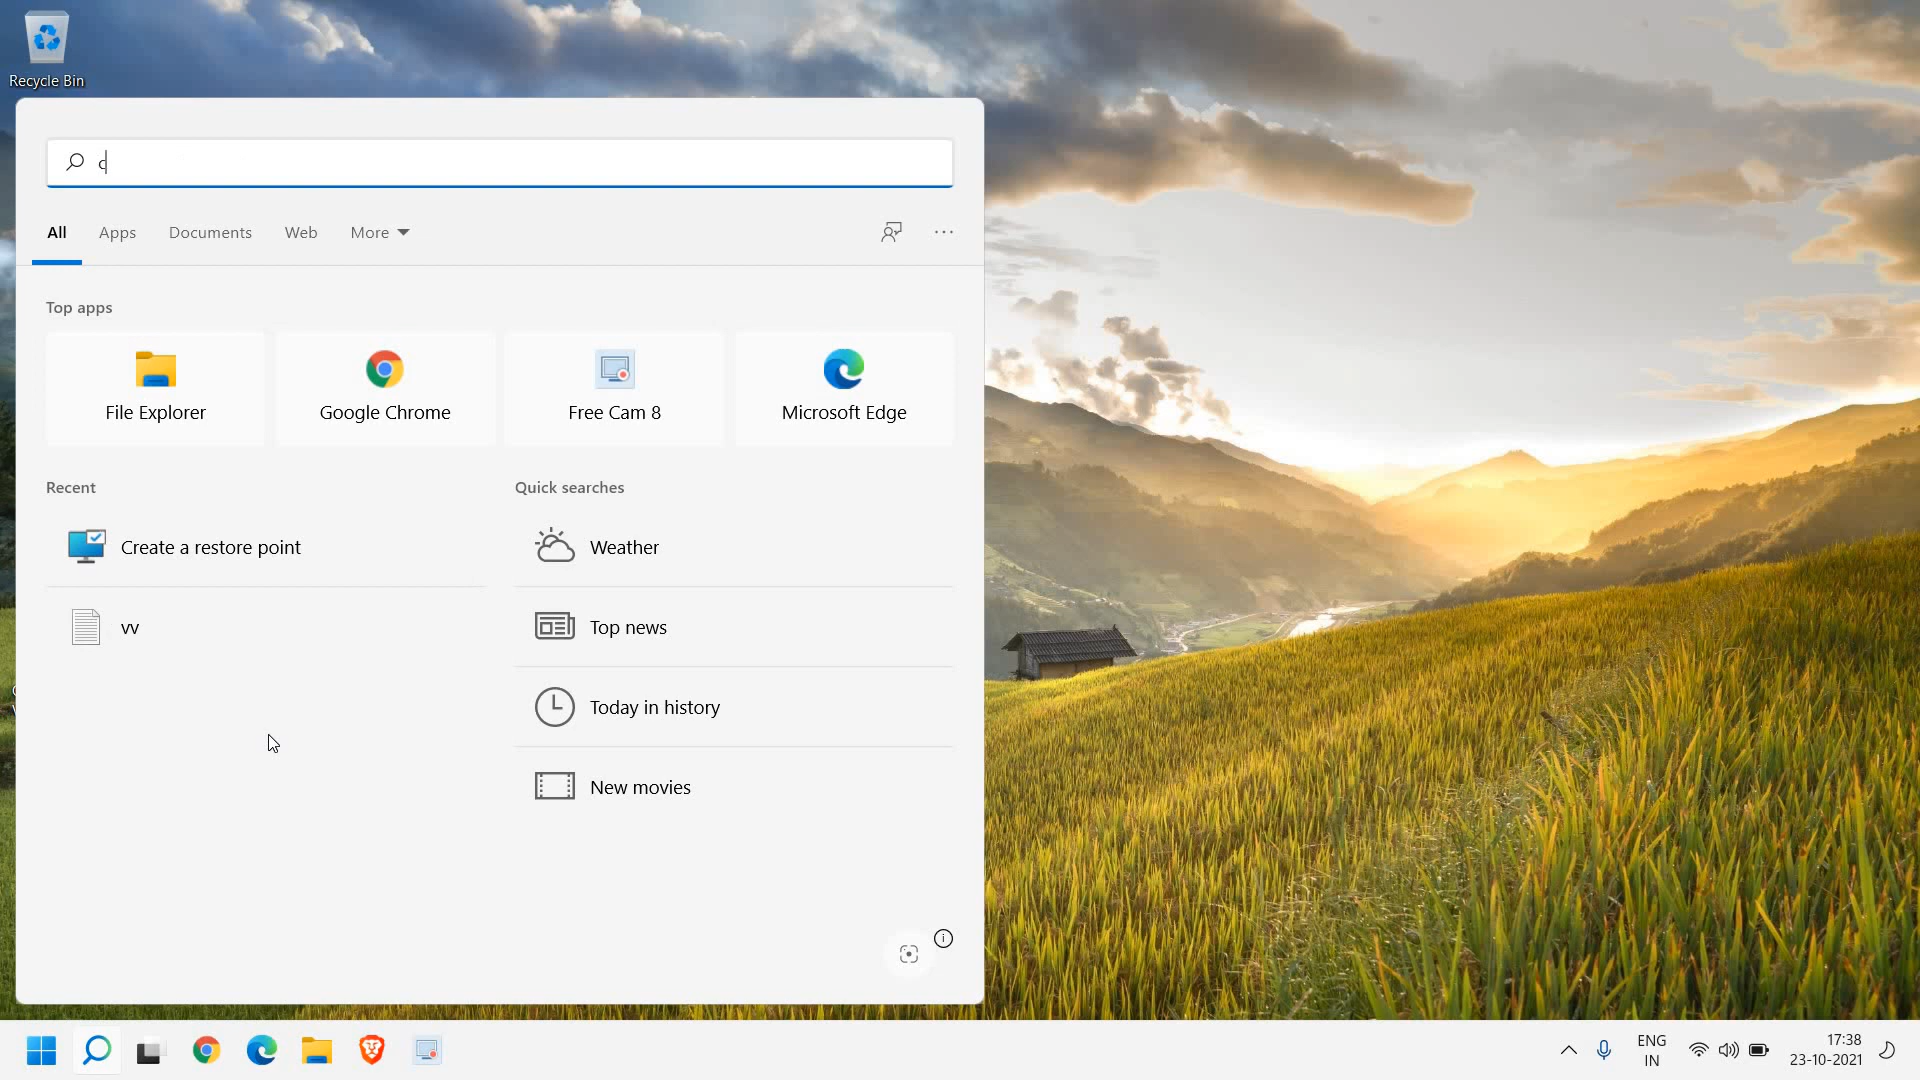 Recycle Bin
c
All Apps Documents Web More
Top apps
File Explorer Google Chrome Free Cam 8 Microsoft Edge
Recent
Create a restore point
vv
Quick searches
Weather
Top news
Today in history
New movies
ENG
IN
17:38
23-10-2021